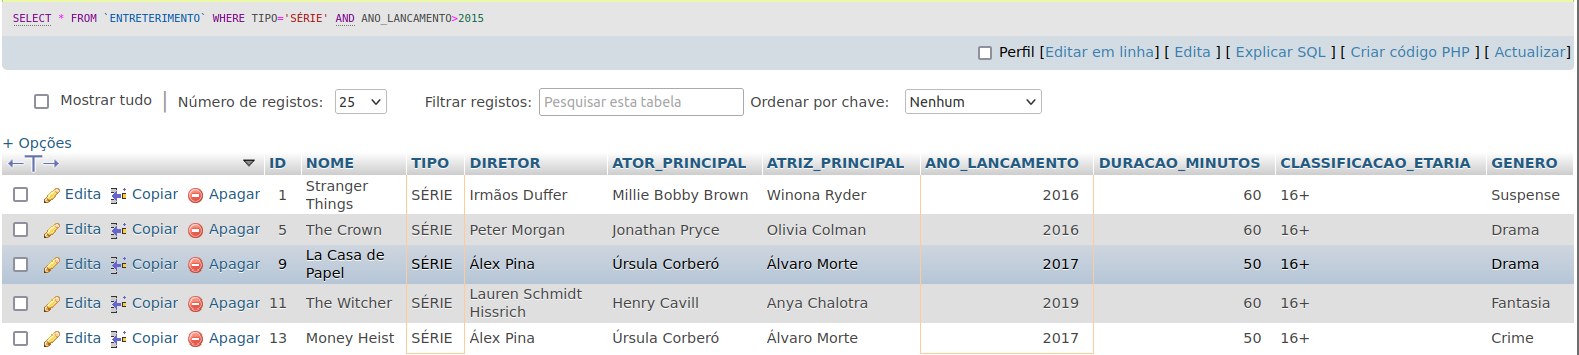 SELECT * FROM `ENTRETERIMENTO` WHERE TIPO='SÉRIE' AND ANO_LANCAMENTO>2015
Perfil [Editar em linha] [ Edita ] [ Explicar SQL ] [ Criar código PHP ] [ Actualizar]
Mostrar tudo | Número de registos: 25 Filtrar registos: Pesquisar esta tabela Ordenar por chave: Nenhum
+ Opções
←T→ ID NOME TIPO DIRETOR ATOR_PRINCIPAL ATRIZ_PRINCIPAL ANO_LANCAMENTO DURACAO_MINUTOS CLASSIFICACAO_ETARIA GENERO
Edita Copiar Apagar 1 Stranger Things SÉRIE Irmãos Duffer Millie Bobby Brown Winona Ryder 2016 60 16+ Suspense
Edita Copiar Apagar 5 The Crown SÉRIE Peter Morgan Jonathan Pryce Olivia Colman 2016 60 16+ Drama
Edita Copiar Apagar 9 La Casa de Papel SÉRIE Álex Pina Úrsula Corberó Álvaro Morte 2017 50 16+ Drama
Edita Copiar Apagar 11 The Witcher SÉRIE Lauren Schmidt Hissrich Henry Cavill Anya Chalotra 2019 60 16+ Fantasia
Edita Copiar Apagar 13 Money Heist SÉRIE Álex Pina Úrsula Corberó Álvaro Morte 2017 50 16+ Crime